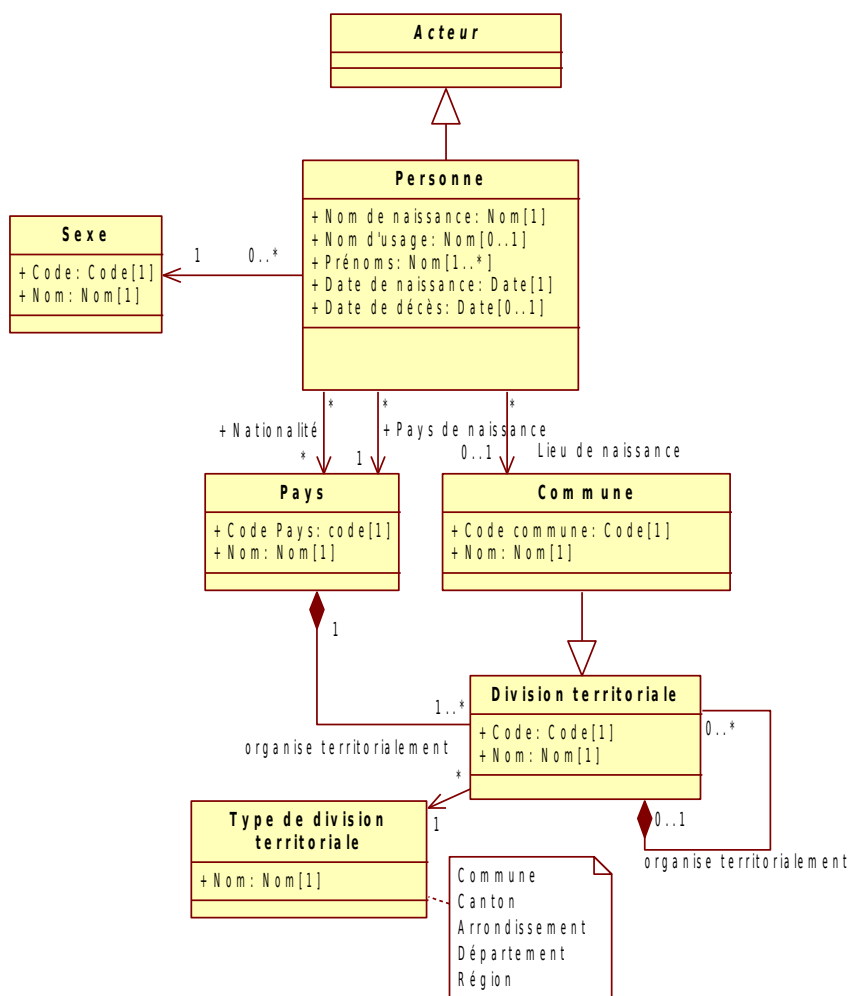 Acteur
Personne
+ Nom de naissance: Nom[1]
+ Nom d'usage: Nom[0..1]
+ Prénoms: Nom[1..*]
+ Date de naissance: Date[1]
+ Date de décès: Date[0..1]
Sexe
+ Code: Code[1]
+ Nom: Nom[1]
1
0..*
*
*
*
+ Nationalité
+ Pays de naissance
*
1
0..1
Lieu de naissance
Pays
+ Code Pays: code[1]
+ Nom: Nom[1]
Commune
+ Code commune: Code[1]
+ Nom: Nom[1]
1
Division territoriale
+ Code: Code[1]
+ Nom: Nom[1]
1..*
0..*
organise territorialement
*
1
0..1
organise territorialement
Type de division
territoriale
+ Nom: Nom[1]
Commune
Canton
Arrondissement
Département
Région